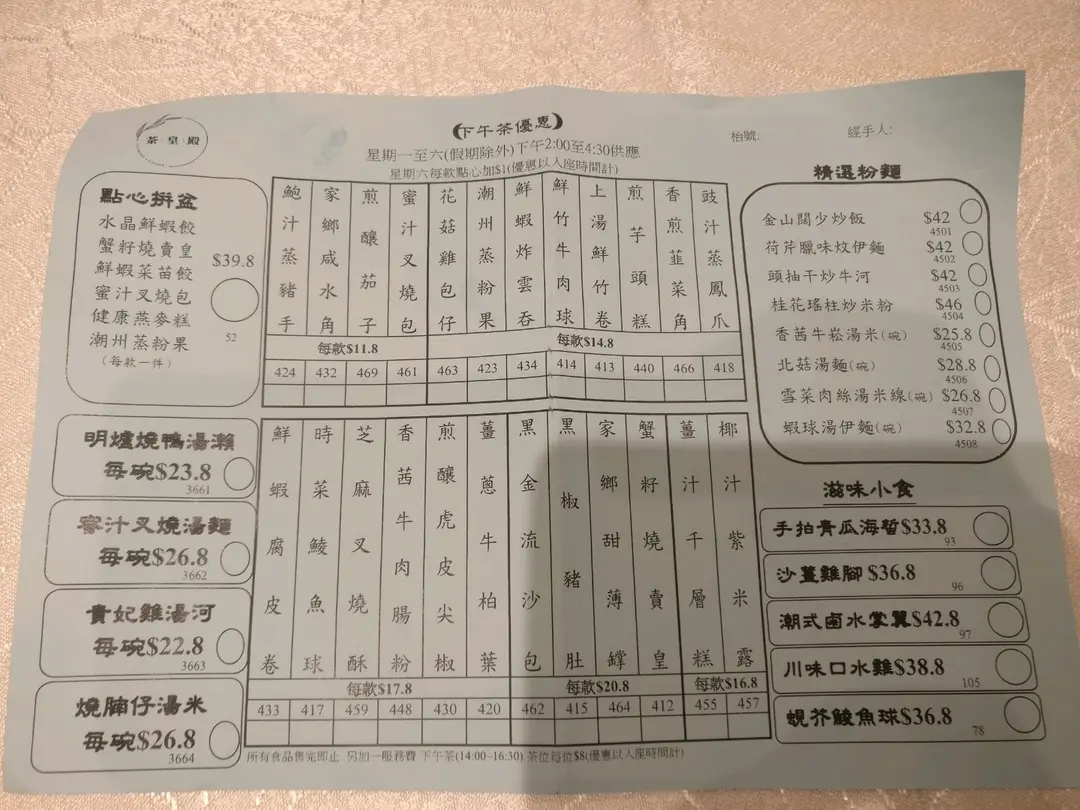 茶皇殿
(下午茶優惠)
星期一至六(假期除外)下午2:00至4:30供應
星期六每款點心加$1(優惠以人座時間計)
枱號:
經手人:
點心拼盆
水晶鮮蝦餃
蟹籽燒賣皇
鮮蝦菜苗餃
蜜汁叉燒包
健康燕麥糕
潮州蒸粉果
(每款一件)
$39.8
52
鮑汁蒸豬手
家鄉咸水角
煎釀茄子
蜜汁叉燒包
花菇雞包仔
潮州蒸粉果
鮮蝦炸雲吞
鮮竹牛肉球
上湯鮮竹卷
煎芋頭糕
香煎韮菜角
豉汁蒸鳳爪
每款$11.8
每款$14.8
424 432 469 461 463 423 434 414 413 440 466 418
精選粉麵
金山闊少炒飯 $42
4501
荷芹臘味炆伊麵 $42
4502
頭抽干炒牛河 $42
4503
桂花瑤柱炒米粉 $46
4504
香茜牛崧湯米(碗) $25.8
4505
北菇湯麵(碗) $28.8
4506
雪菜肉絲湯米線(碗) $26.8
4507
蝦球湯伊麵(碗) $32.8
4508
明爐燒鴨湯瀨
每碗$23.8
3661
蜜汁叉燒湯麵
每碗$26.8
3662
貴妃雞湯河
每碗$22.8
3663
燒腩仔湯米
每碗$26.8
3664
鮮蝦腐皮卷
時菜鯪魚球
芝麻叉燒酥
香茜牛肉腸粉
煎釀虎皮尖椒
薑蔥牛柏葉
黑金流沙包
黑椒豬肚
家鄉甜薄罉
蟹籽燒賣皇
薑汁千層糕
椰汁紫米露
每款$17.8
每款$20.8
每款$16.8
433 417 459 448 430 420 462 415 464 412 455 457
滋味小食
手拍青瓜海蜇$33.8
93
沙薑雞腳 $36.8
96
潮式鹵水掌翼$42.8
97
川味口水雞$38.8
105
蜆芥鯪魚球$36.8
78
所有食品售完即止 另加一服務費 下午茶(14:00~16:30) 茶位每位$8(優惠以人座時間計)